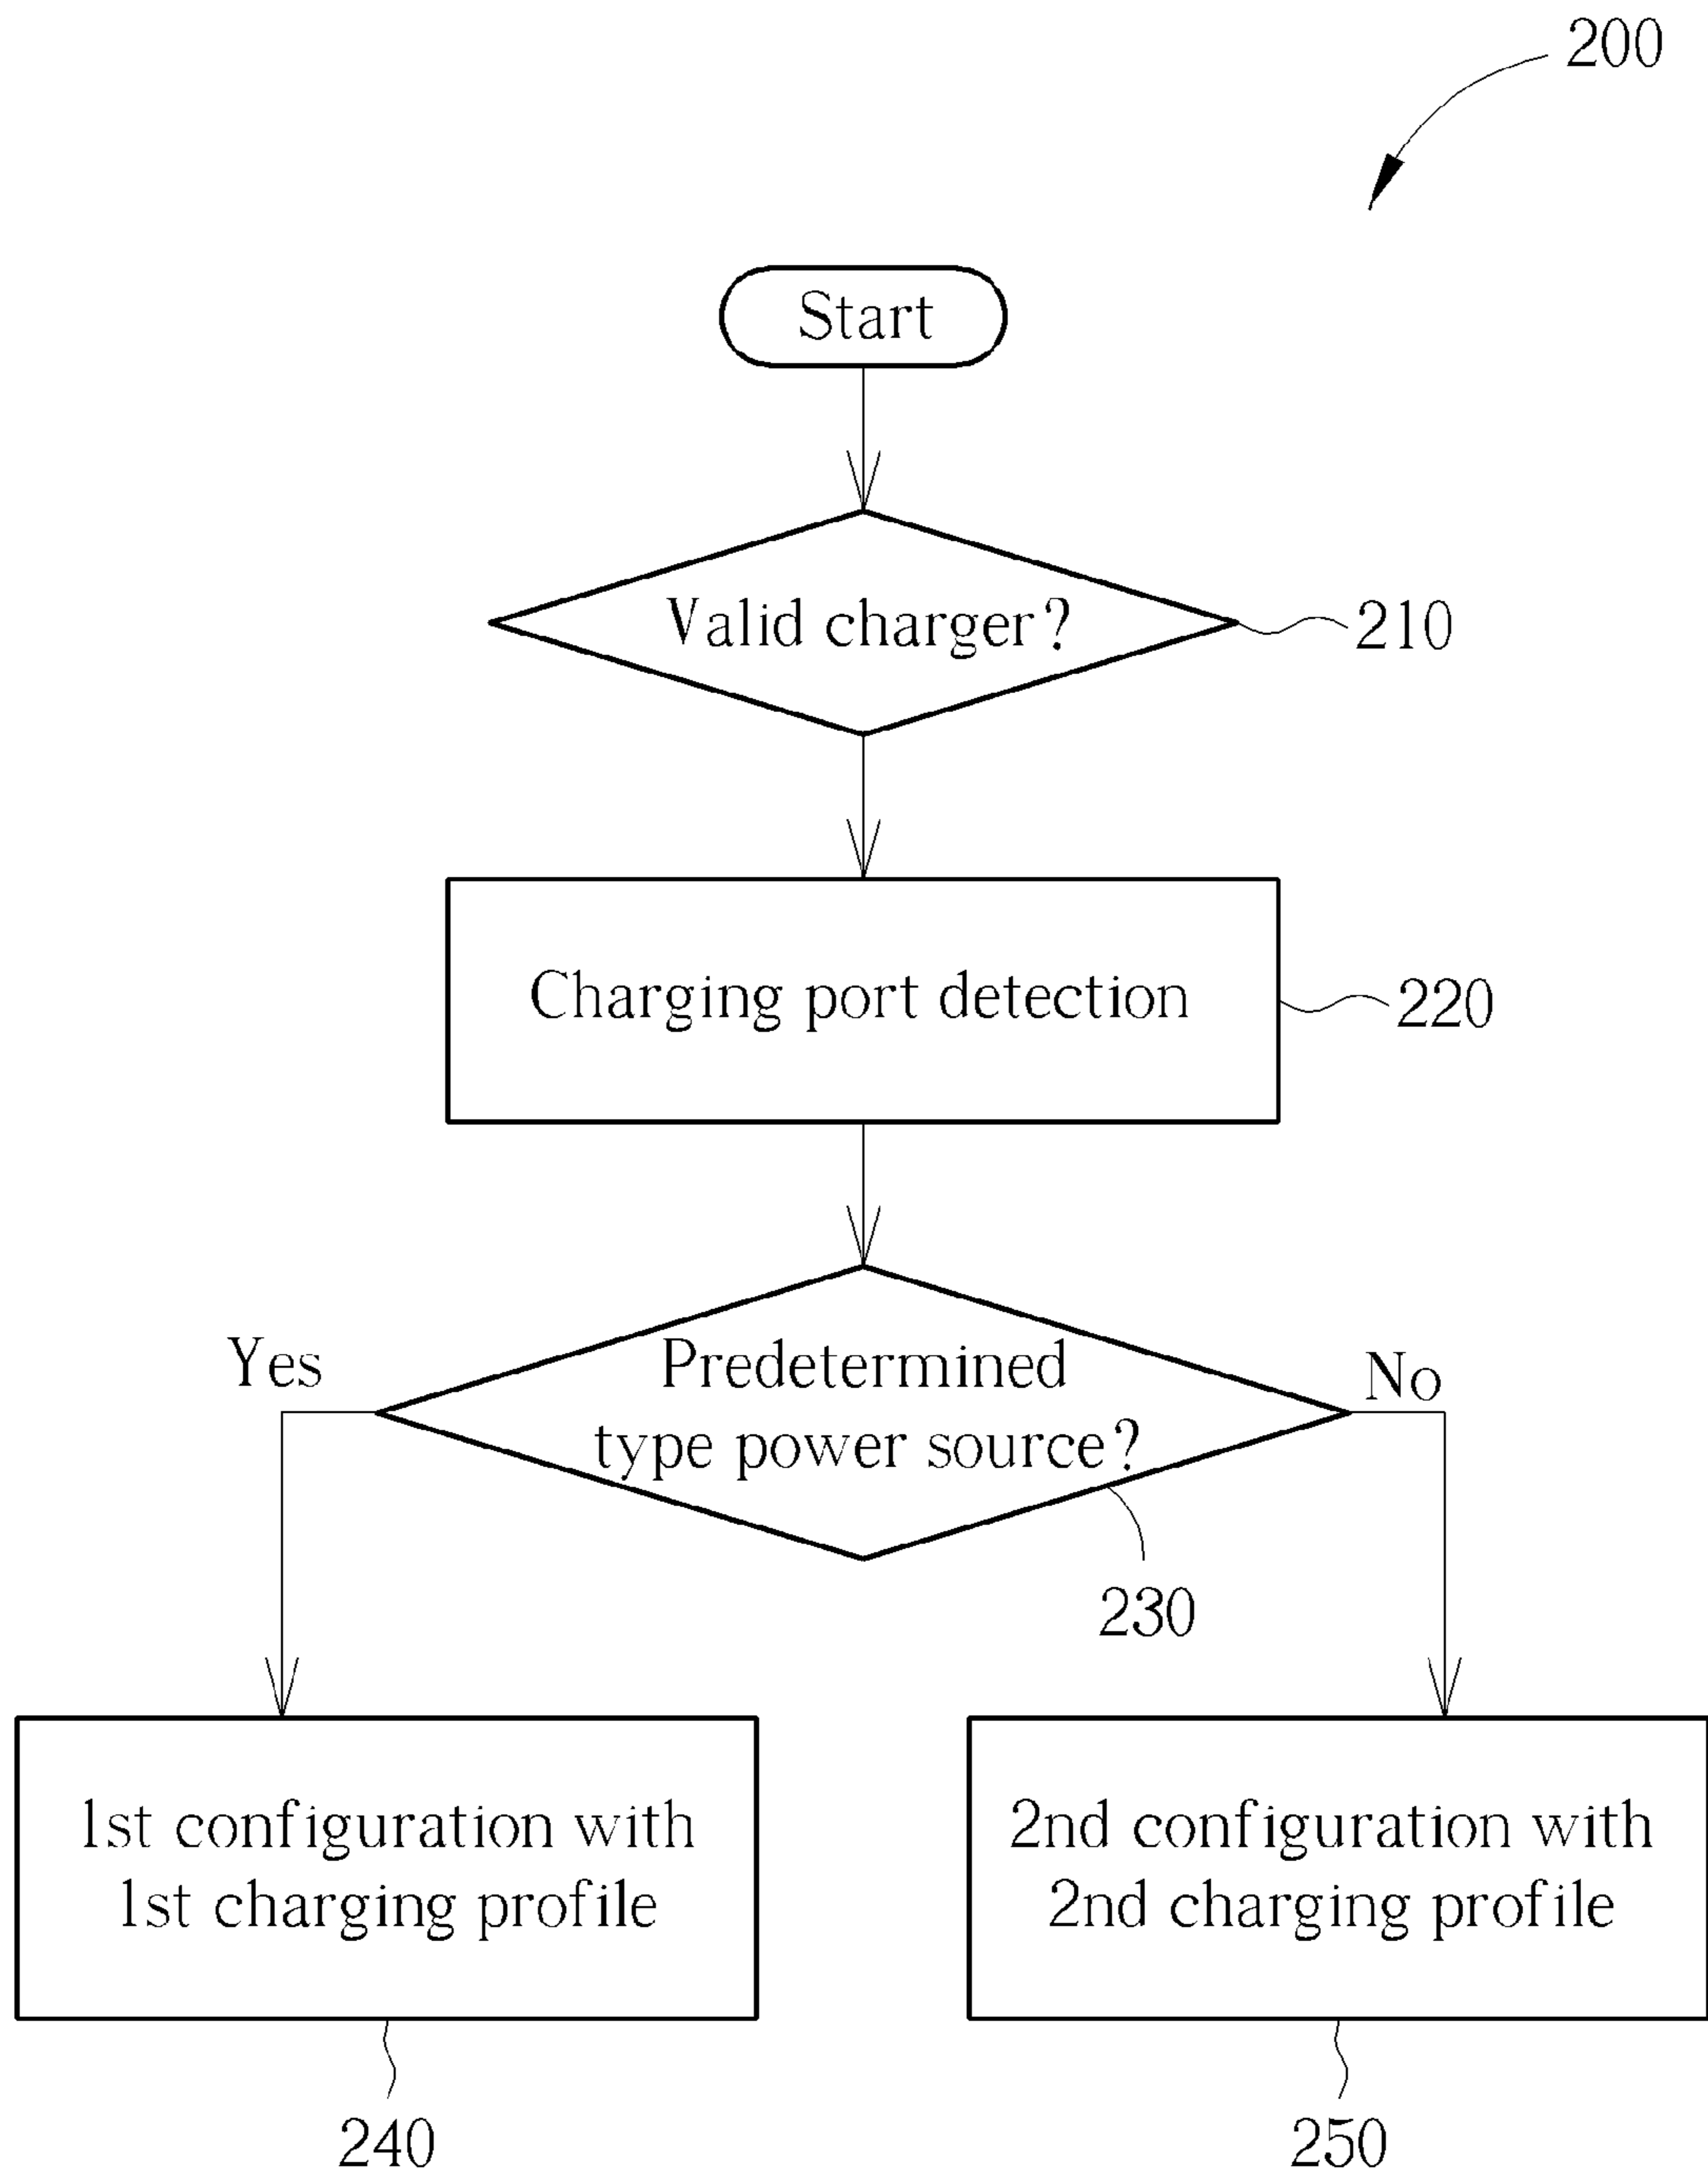 200
Start
Valid charger?
210
Charging port detection
220
Yes
Predetermined
type power source?
No
230
1st configuration with
1st charging profile
2nd configuration with
2nd charging profile
240
250